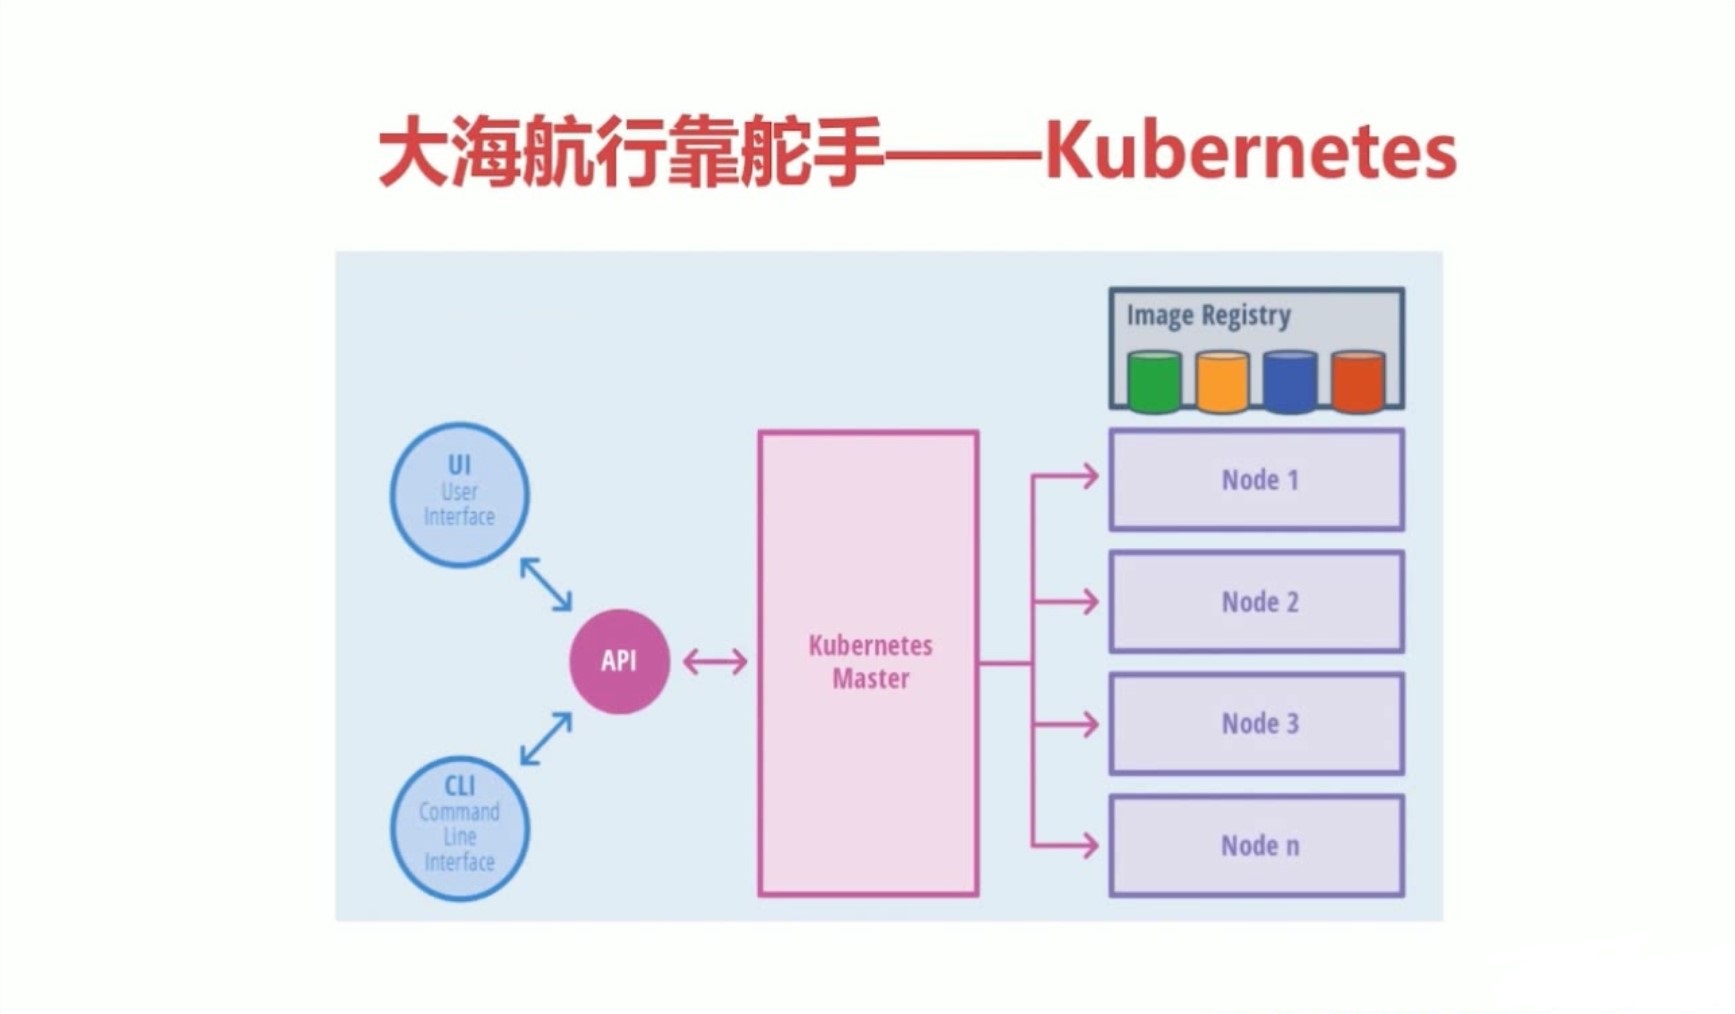 大海航行靠舵手——Kubernetes
Image Registry
UI
User
Interface
Node 1
Node 2
API
Kubernetes
Master
Node 3
CLI
Command
Line
Interface
Node n